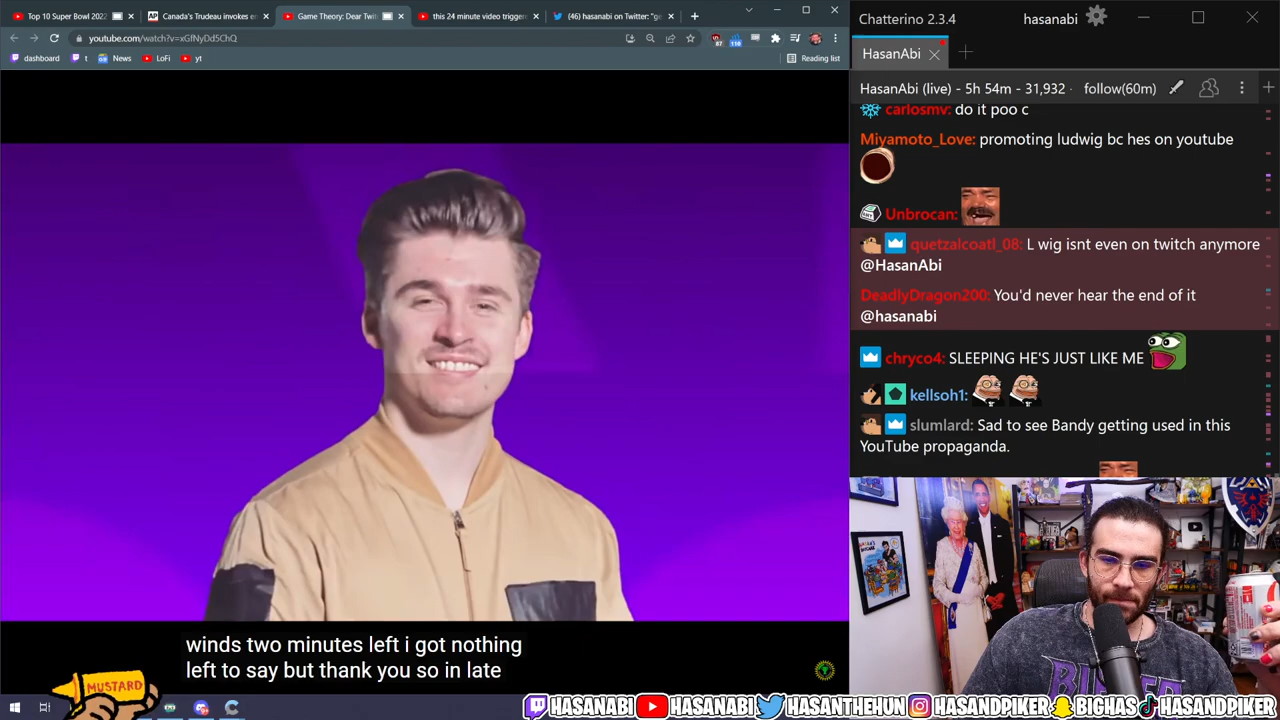 Top 10 Super Bowl 2022
Canada's Trudeau invokes em
Game Theory: Dear Twit
this 24 minute video trigger
(46) hasanabi on Twitter: "ge
youtube.com/watch?v=xGfNyDd5ChQ
dashboard
t
News
LoFi
yt
Reading list
winds two minutes left i got nothing
left to say but thank you so in late
MUSTARD
Chatterino 2.3.4
hasanabi
HasanAbi
HasanAbi (live) - 5h 54m - 31,932 · follow(60m)
carlosmv: do it poo c
Miyamoto_Love: promoting ludwig bc hes on youtube
Unbrocan:
quetzalcoatl_08: L wig isnt even on twitch anymore
@HasanAbi
DeadlyDragon200: You'd never hear the end of it
@hasanabi
chryco4: SLEEPING HE'S JUST LIKE ME
kellsoh1:
slumlard: Sad to see Bandy getting used in this
YouTube propaganda.
HASANABI HASANABI HASANTHEHUN HASANDPIKER BIGHAS HASANDPIKER